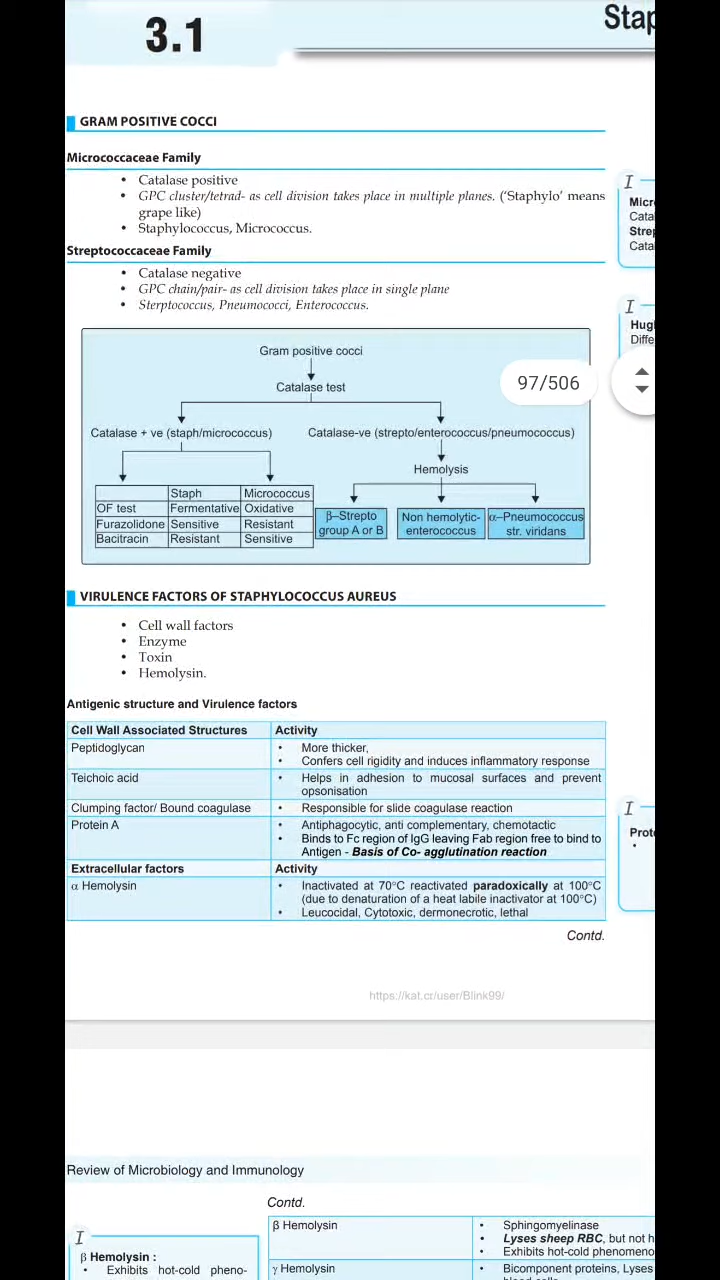 3.1
Stap
GRAM POSITIVE COCCI
Micrococcaceae Family
• Catalase positive
• GPC cluster/tetrad- as cell division takes place in multiple planes. ('Staphylo' means
grape like)
• Staphylococcus, Micrococcus.
Streptococcaceae Family
• Catalase negative
• GPC chain/pair- as cell division takes place in single plane
• Sterptococcus, Pneumococci, Enterococcus.
I
Micro
Cata
Strep
Cata
I
Hugl
Diffe
97/506
Gram positive cocci
Catalase test
Catalase + ve (staph/micrococcus)
Catalase-ve (strepto/enterococcus/pneumococcus)
Hemolysis
Staph Micrococcus
OF test Fermentative Oxidative
Furazolidone Sensitive Resistant
Bacitracin Resistant Sensitive
β–Strepto
group A or B
Non hemolytic-
enterococcus
α–Pneumococcus
str. viridans
VIRULENCE FACTORS OF STAPHYLOCOCCUS AUREUS
• Cell wall factors
• Enzyme
• Toxin
• Hemolysin.
Antigenic structure and Virulence factors
Cell Wall Associated Structures Activity
Peptidoglycan • More thicker,
• Confers cell rigidity and induces inflammatory response
Teichoic acid • Helps in adhesion to mucosal surfaces and prevent
opsonisation
Clumping factor/ Bound coagulase • Responsible for slide coagulase reaction
Protein A • Antiphagocytic, anti complementary, chemotactic
• Binds to Fc region of IgG leaving Fab region free to bind to
Antigen - Basis of Co- agglutination reaction
Extracellular factors Activity
α Hemolysin • Inactivated at 70°C reactivated paradoxically at 100°C
(due to denaturation of a heat labile inactivator at 100°C)
• Leucocidal, Cytotoxic, dermonecrotic, lethal
I
Prote
•
Contd.
https://kat.cr/user/Blink99/
Review of Microbiology and Immunology
Contd.
I
β Hemolysin :
• Exhibits hot-cold pheno-
β Hemolysin • Sphingomyelinase
• Lyses sheep RBC, but not h
• Exhibits hot-cold phenomeno
γ Hemolysin • Bicomponent proteins, Lyses